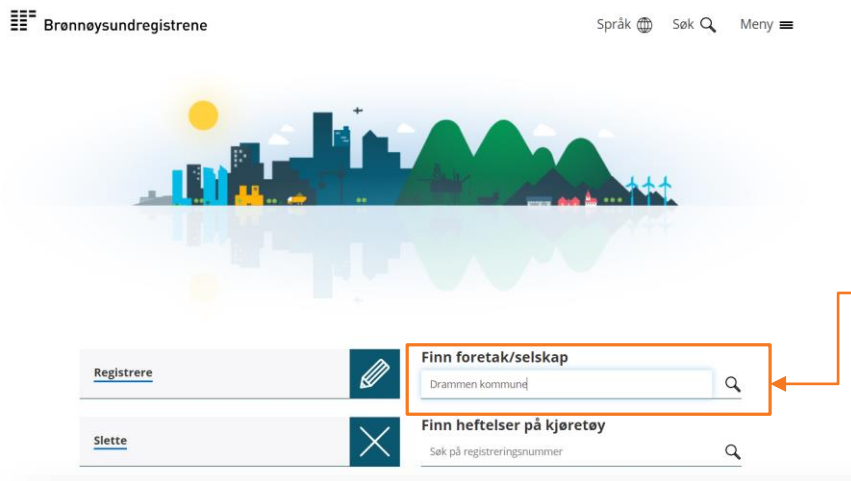 Brønnøysundregistrene
Språk Søk Meny
Registrere
Finn foretak/selskap
Drammen kommune
Slette
Finn heftelser på kjøretøy
Søk på registreringsnummer